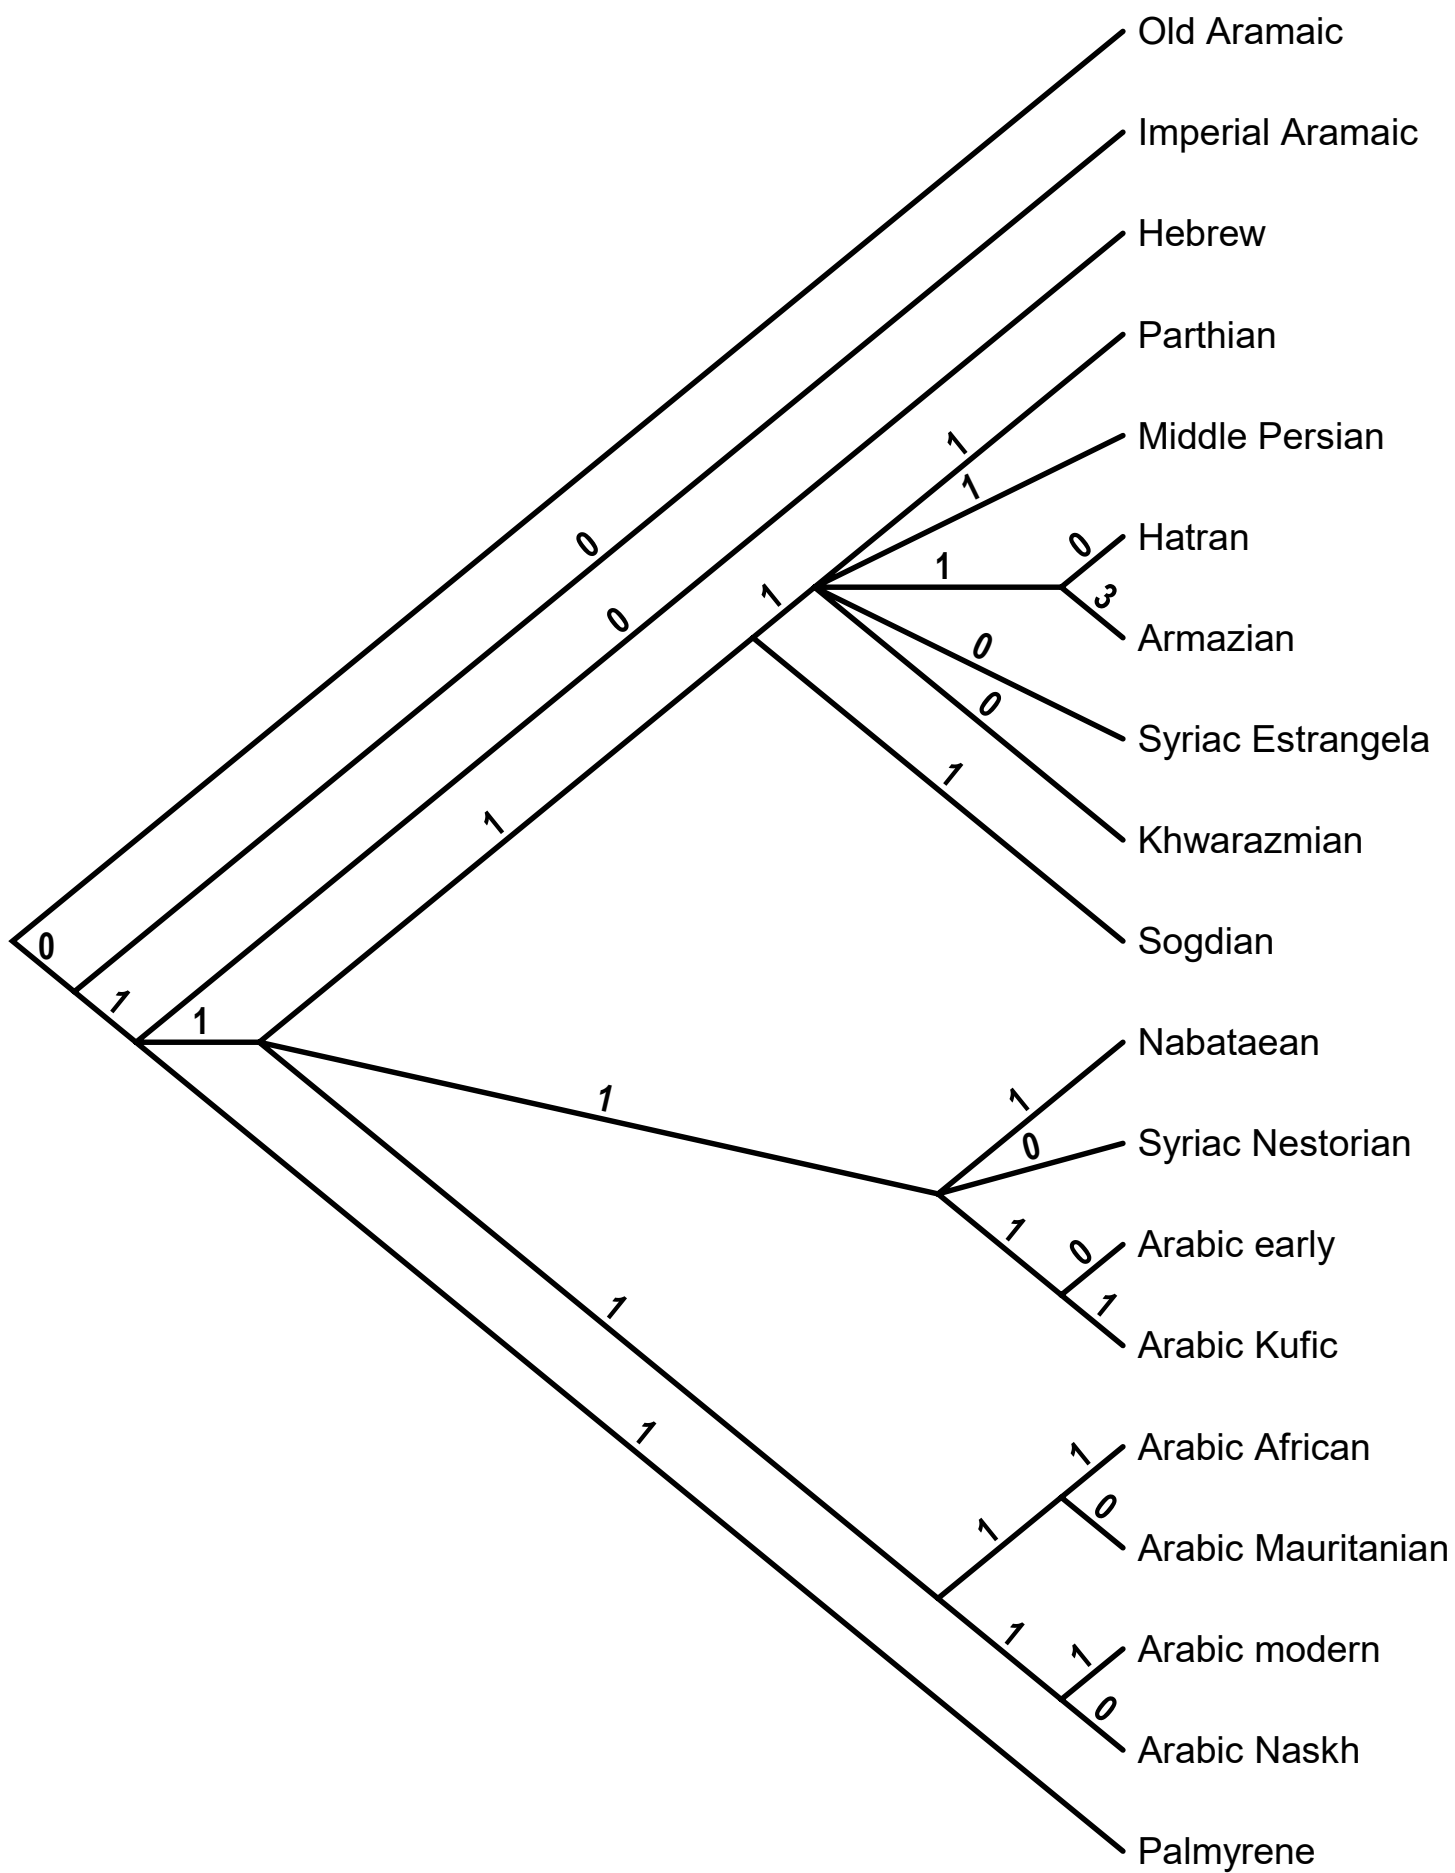 Old Aramaic
Imperial Aramaic
Hebrew
Parthian
1
Middle Persian
1
0
Hatran
0
1
3
1
Armazian
0
0
Syriac Estrangela
0
1
1
Khwarazmian
Sogdian
0
1
1
Nabataean
1
1
0
Syriac Nestorian
1
0
Arabic early
1
1
Arabic Kufic
1
1
Arabic African
0
1
Arabic Mauritanian
1
1
Arabic modern
0
Arabic Naskh
Palmyrene